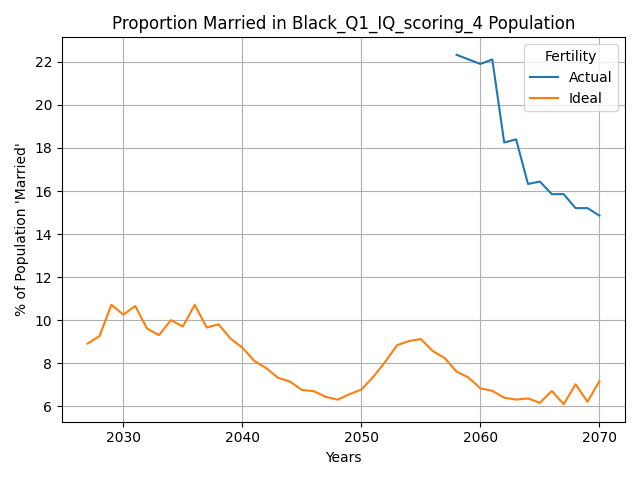 Proportion Married in Black_Q1_IQ_scoring_4 Population
% of Population 'Married'
22
20
18
16
14
12
10
8
6
Fertility
Actual
Ideal
2030 2040 2050 2060 2070
Years